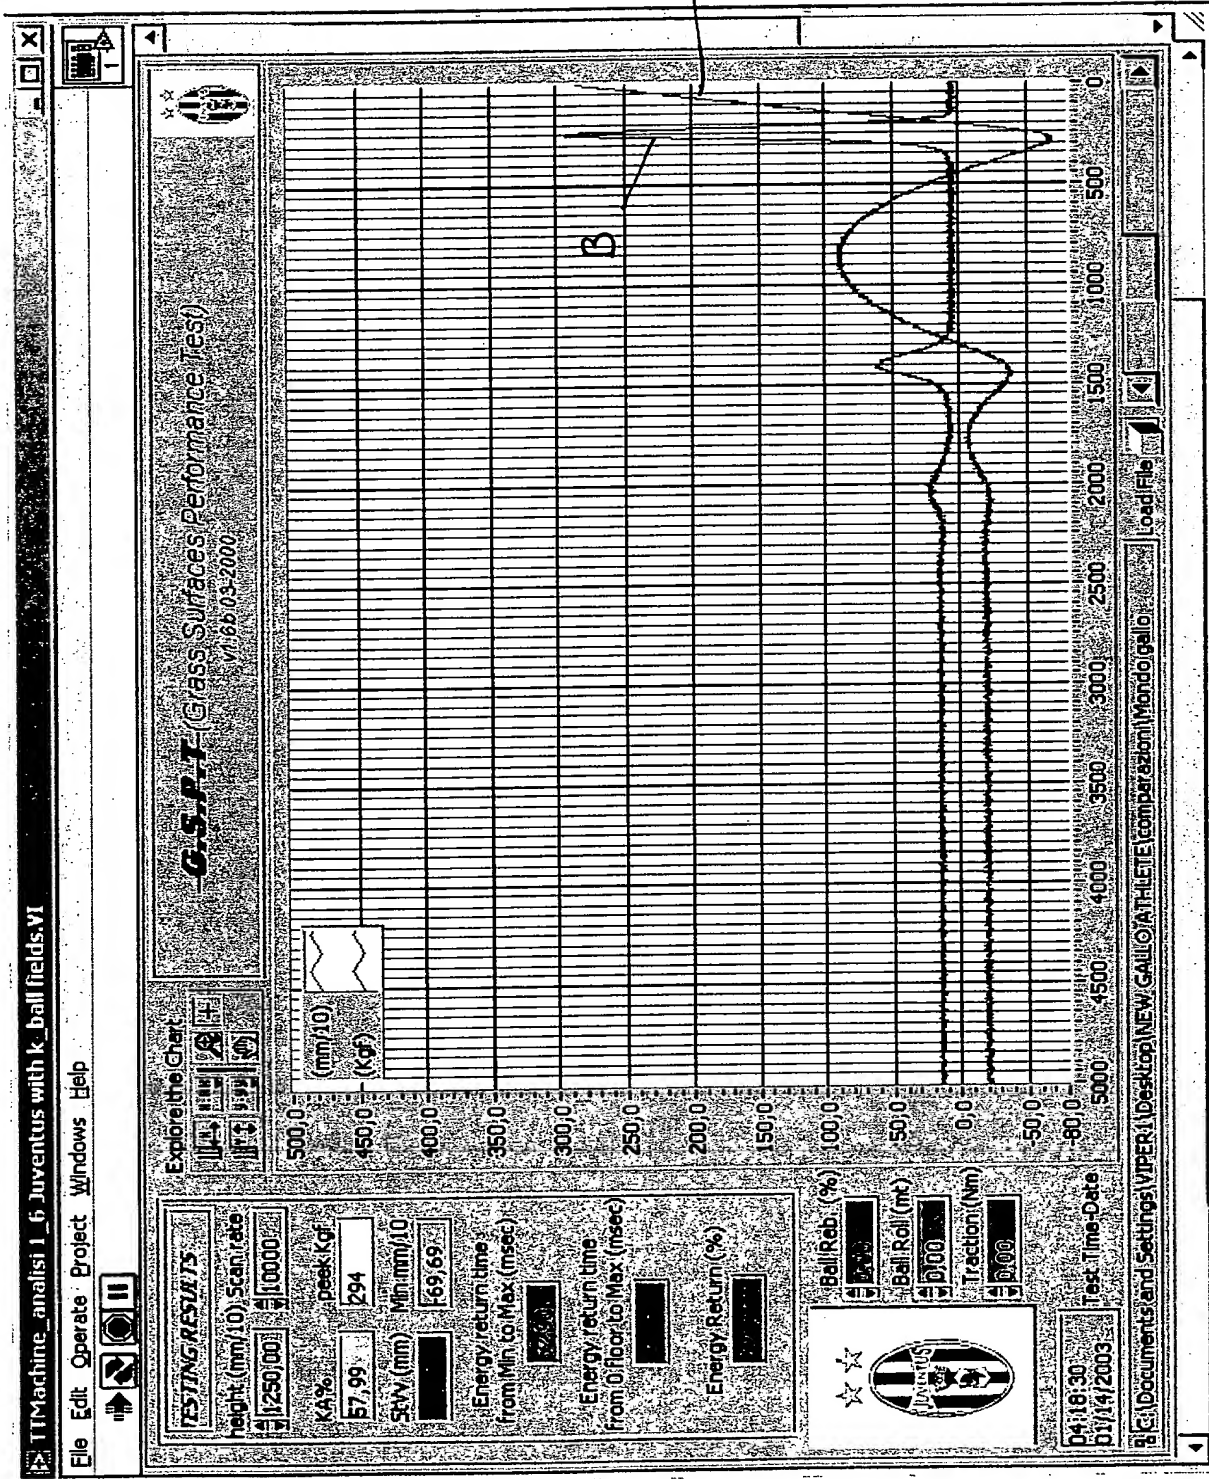 TTMachine_analisi 1_6 Juventus with k_ball fields.VI
File Edit Operate Project Windows Help
TESTING RESULTS
height (mm/10) Scan rate
1250,00 10000
KA% peek Kgf
57,99 294
St/v (mm) Min mm/10
-69,69
Energy return time
from Min to Max (msec)
Energy return time
from 0 floor to Max (nsec)
Energy Return (%)
Ball Reb (%)
Ball Roll (mt)
0,00
Traction (Nm)
0,00
JUVENTUS
04:18:30
01/14/2003
Test Time-Date
Explore the Chart
G.S.P.T (Grass Surfaces Performance Test)
v1.6b 03-2000
(mm/10)
(Kgf)
500,0
450,0
400,0
350,0
300,0
250,0
200,0
150,0
100,0
50,0
0,0
-50,0
-80,0
5000 4500 4000 3500 3000 2500 2000 1500 1000 500 0
B
C:\Documents and Settings\VIPER1\Desktop\NEW GALLO\ATHLETE\comparazioni\Mondo\gallo
Load File
1